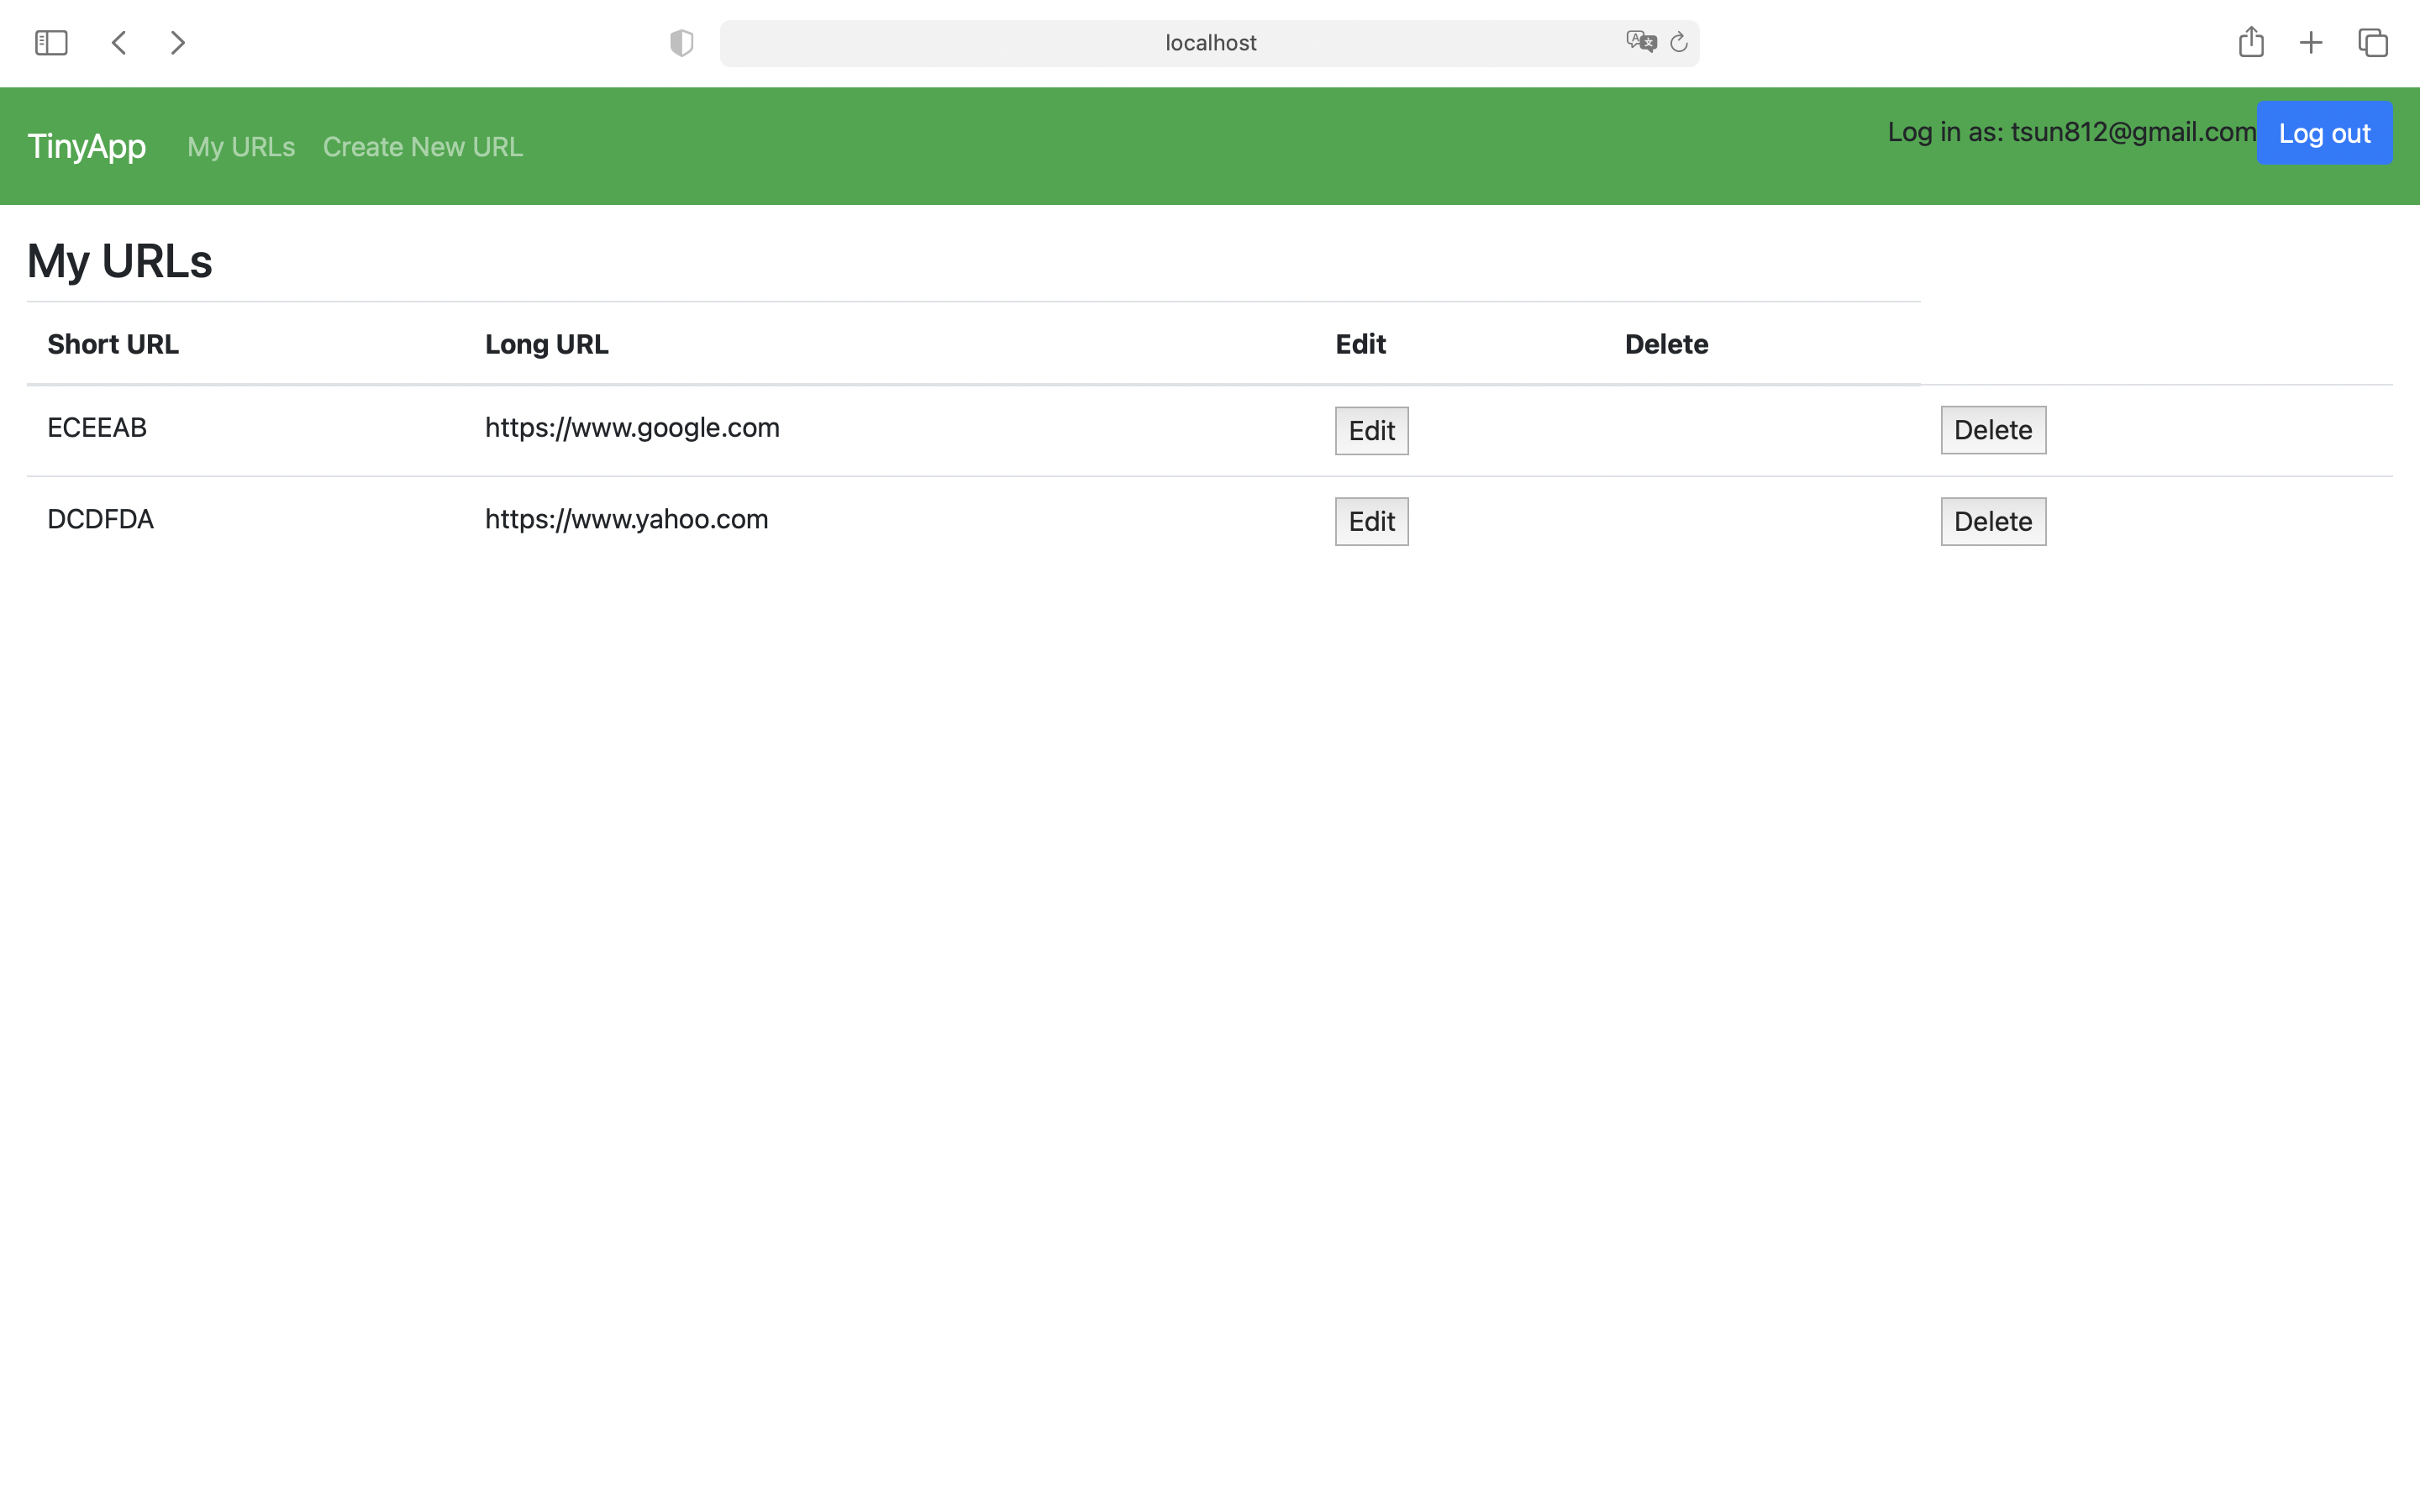 localhost
TinyApp My URLs Create New URL Log in as: tsun812@gmail.com Log out
My URLs
Short URL Long URL Edit Delete
ECEEAB https://www.google.com Edit Delete
DCDFDA https://www.yahoo.com Edit Delete